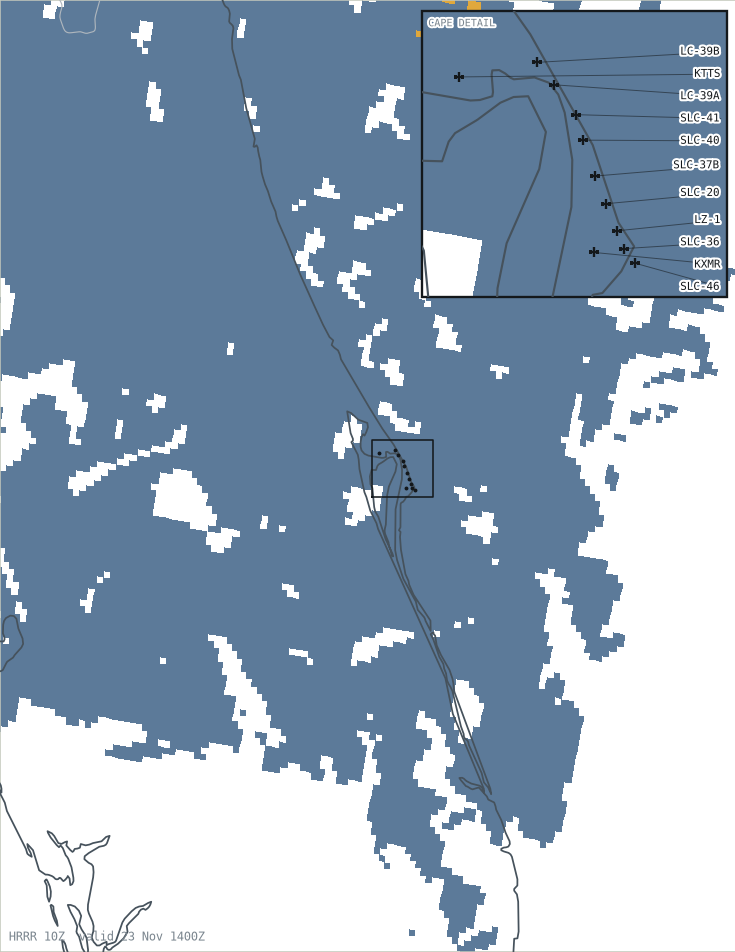 CAPE DETAIL
LC-39B
KTTS
LC-39A
SLC-41
SLC-40
SLC-37B
SLC-20
LZ-1
SLC-36
KXMR
SLC-46
HRRR 10Z valid 23 Nov 1400Z